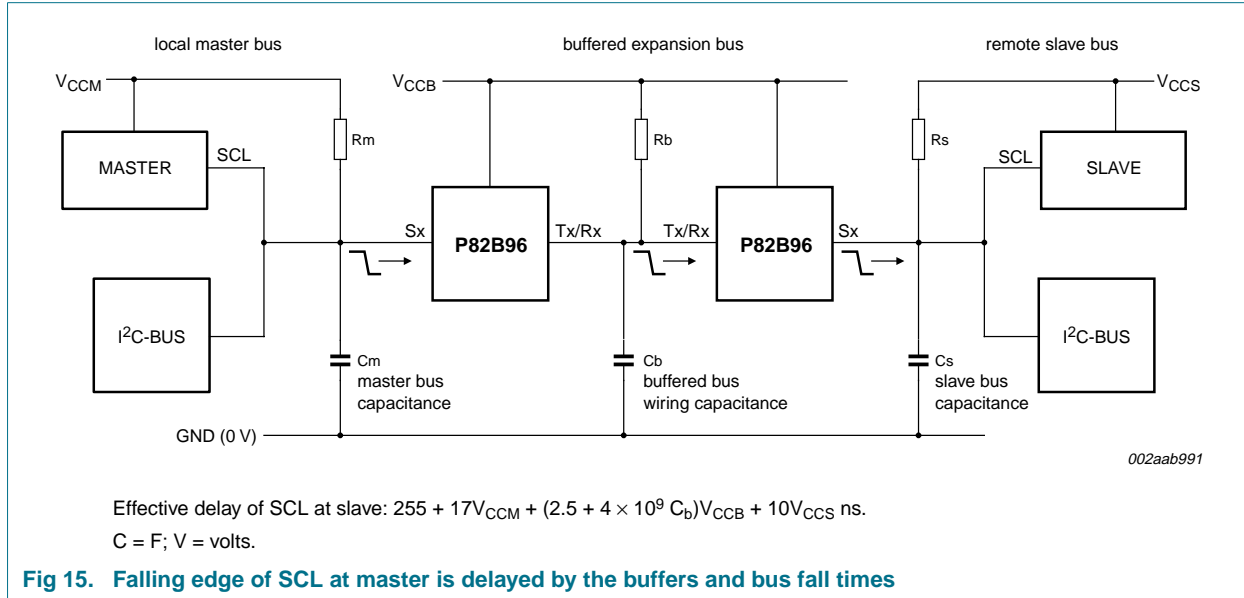 local master bus
buffered expansion bus
remote slave bus
VCCM
VCCB
VCCS
Rm
Rb
Rs
MASTER
SCL
SCL
SLAVE
Sx
P82B96
Tx/Rx
Tx/Rx
P82B96
Sx
I²C-BUS
I²C-BUS
Cm
master bus
capacitance
Cb
buffered bus
wiring capacitance
Cs
slave bus
capacitance
GND (0 V)
002aab991
Effective delay of SCL at slave: 255 + 17VCCM + (2.5 + 4 × 10⁹ Cb)VCCB + 10VCCS ns.
C = F; V = volts.
Fig 15. Falling edge of SCL at master is delayed by the buffers and bus fall times